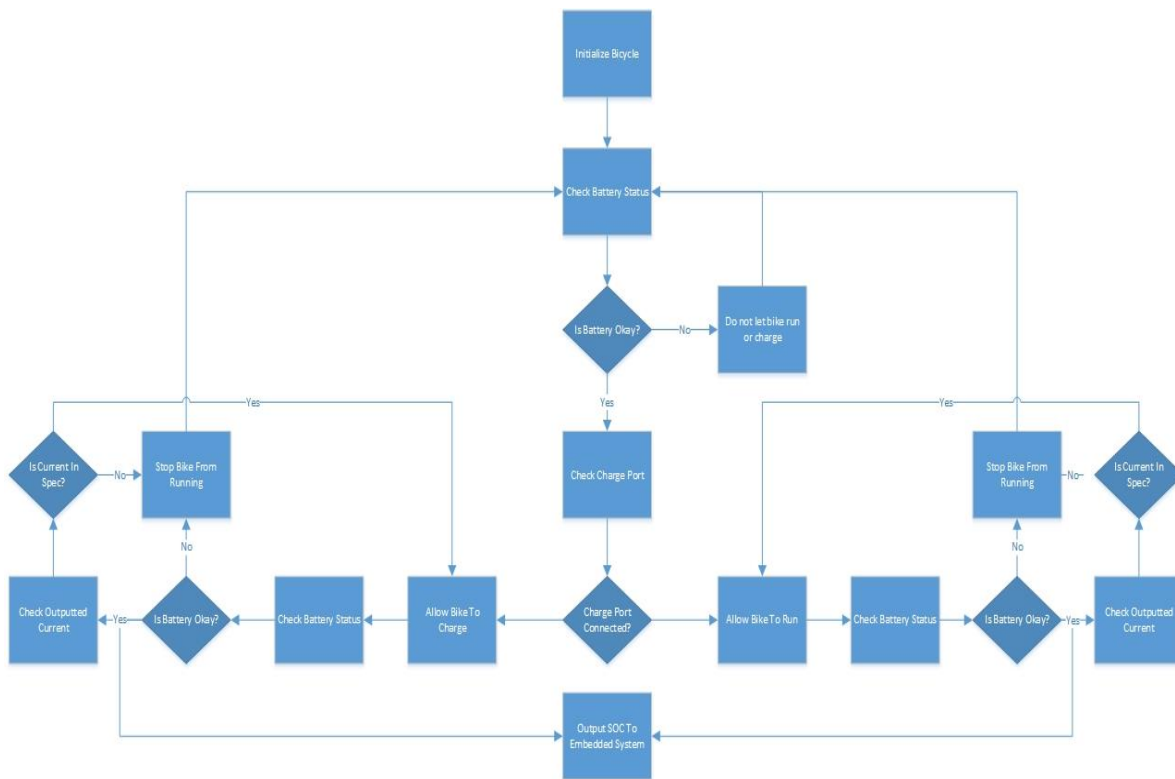 Initialize Bicycle
Check Battery Status
Is Battery Okay?
No
Do not let bike run
or charge
Yes
Yes
Yes
Is Current In
Spec?
No
Stop Bike From
Running
Check Charge Port
Stop Bike From
Running
No
Is Current In
Spec?
No
No
Check Outputted
Current
Yes
Is Battery Okay?
Check Battery Status
Allow Bike To
Charge
Charge Port
Connected?
Allow Bike To Run
Check Battery Status
Is Battery Okay?
Yes
Check Outputted
Current
Output SOC To
Embedded System